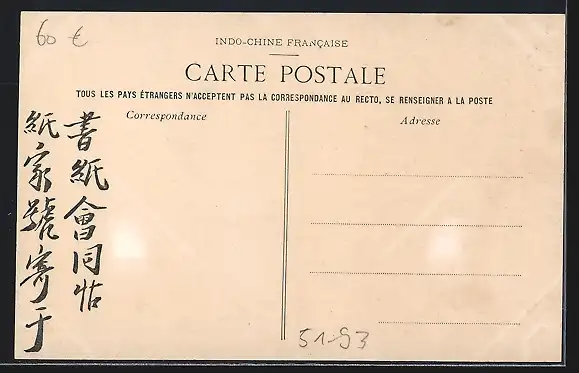 60 €
INDO-CHINE FRANÇAISE
CARTE POSTALE
TOUS LES PAYS ÉTRANGERS N'ACCEPTENT PAS LA CORRESPONDANCE AU RECTO, SE RENSEIGNER A LA POSTE
Correspondance
Adresse
書紙會同怗
紙家號寄于
51-93